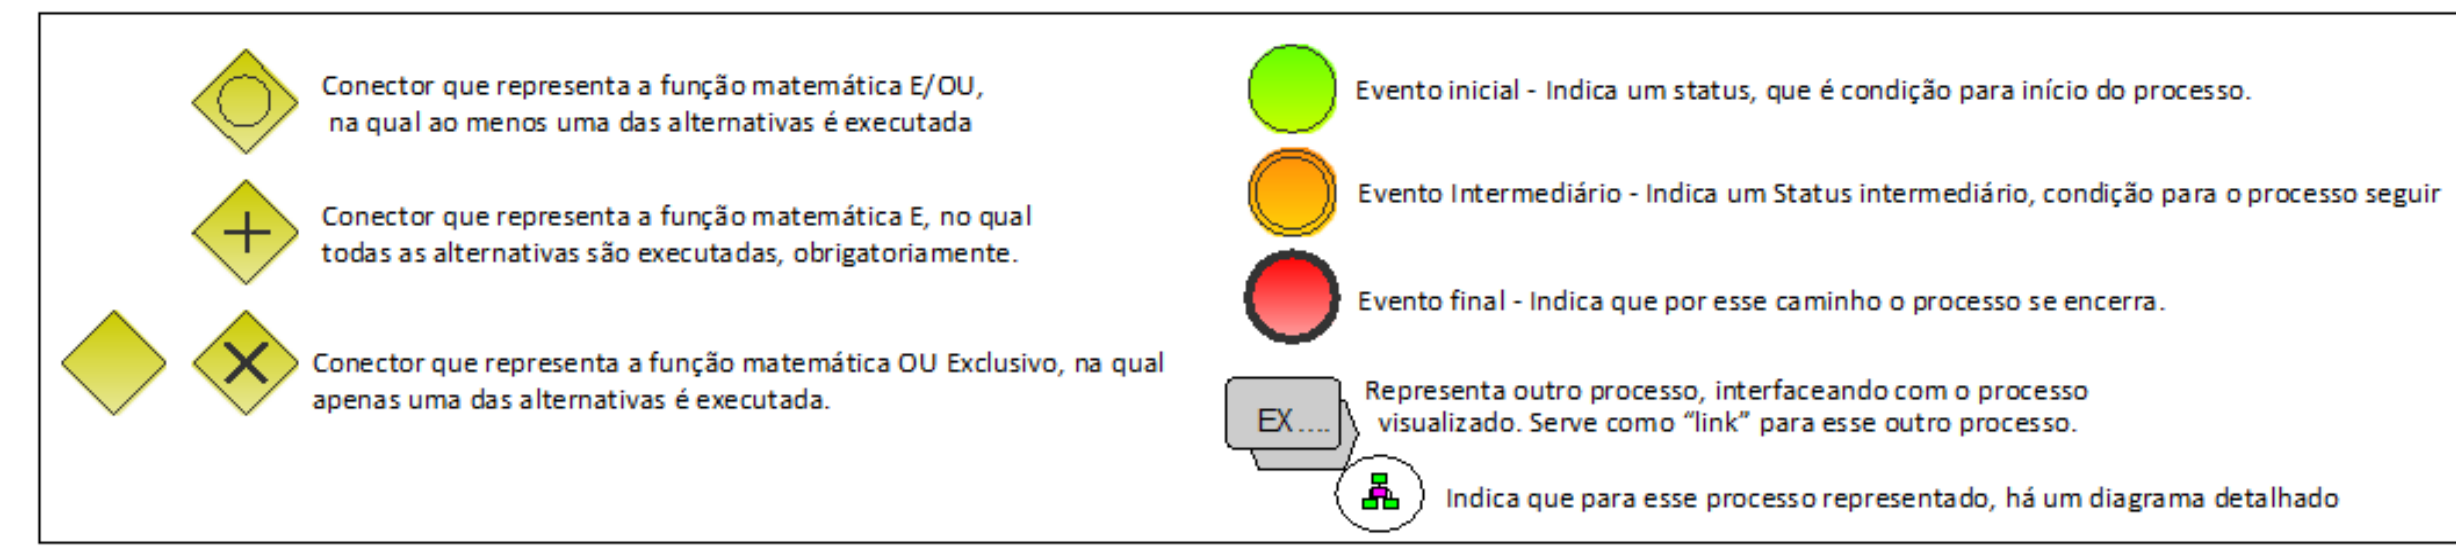 Conector que representa a função matemática E/OU,
na qual ao menos uma das alternativas é executada
Conector que representa a função matemática E, no qual
todas as alternativas são executadas, obrigatoriamente.
Conector que representa a função matemática OU Exclusivo, na qual
apenas uma das alternativas é executada.
Evento inicial - Indica um status, que é condição para início do processo.
Evento Intermediário - Indica um Status intermediário, condição para o processo seguir
Evento final - Indica que por esse caminho o processo se encerra.
EX....
Representa outro processo, interfaceando com o processo
visualizado. Serve como “link” para esse outro processo.
Indica que para esse processo representado, há um diagrama detalhado